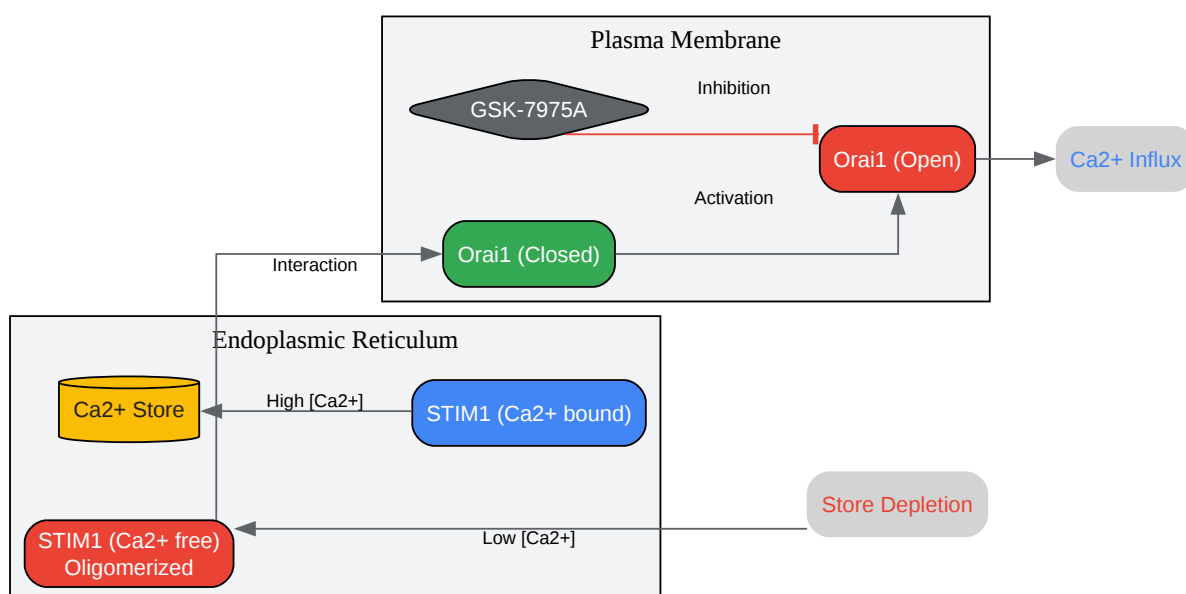 Plasma Membrane
GSK-7975A
Inhibition
Orai1 (Open)
Ca2+ Influx
Activation
Orai1 (Closed)
Interaction
Endoplasmic Reticulum
Ca2+ Store
High [Ca2+]
STIM1 (Ca2+ bound)
Store Depletion
STIM1 (Ca2+ free)
Oligomerized
Low [Ca2+]